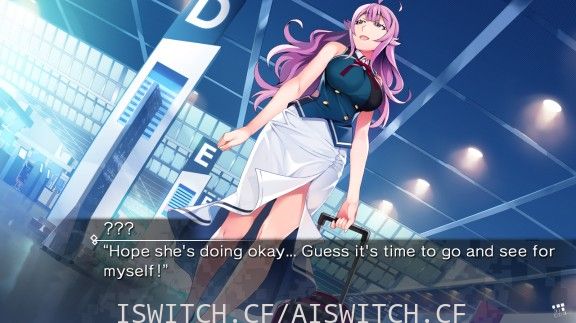 D
E
???
“Hope she's doing okay... Guess it's time to go and see for
myself!”
ISWITCH.CF/AISWITCH.CF